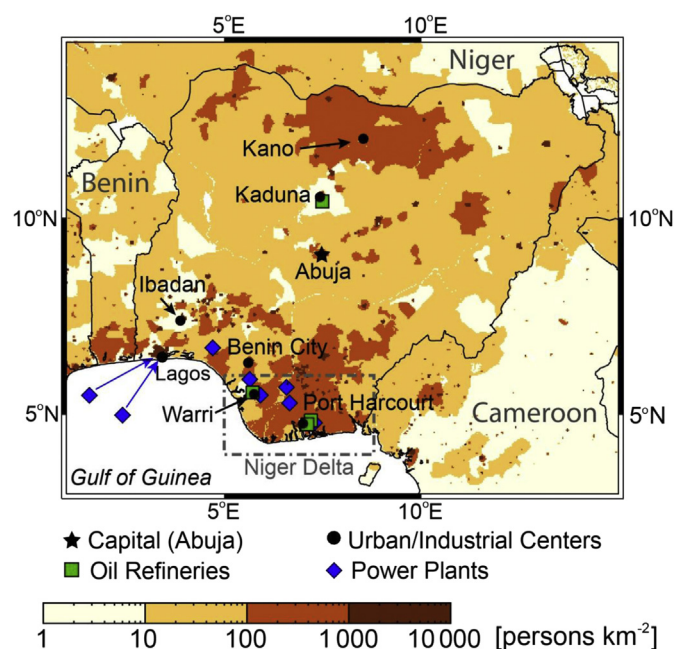 5°E 10°E
Niger
Kano
Benin
Kaduna
10°N 10°N
Abuja
Ibadan
Benin City
Lagos
Warri Port Harcourt
5°N 5°N
Cameroon
Niger Delta
Gulf of Guinea
5°E 10°E
Capital (Abuja) Urban/Industrial Centers
Oil Refineries Power Plants
1 10 100 1 000 10 000 [persons km⁻²]